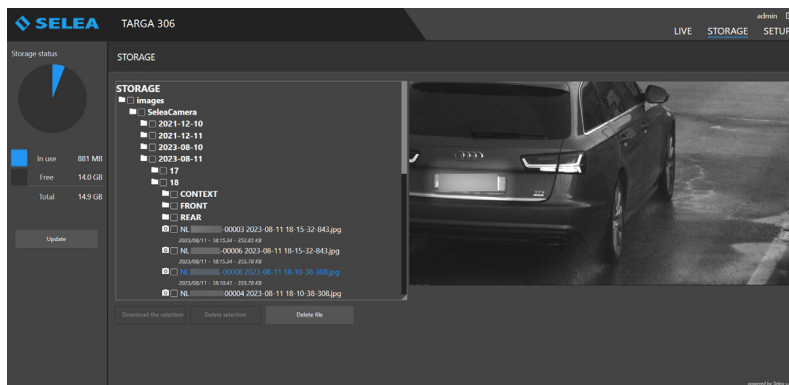 SELEA
TARGA 306
admin
LIVE STORAGE SETUP
Storage status
STORAGE
STORAGE
images
SeleaCamera
2021-12-10
2021-12-11
2023-08-10
2023-08-11
17
18
CONTEXT
FRONT
REAR
NL -00003 2023-08-11 18-15-32-843.jpg
2023/08/11 - 18:15.34 - 352.85 KB
NL -00006 2023-08-11 18-15-32-843.jpg
2023/08/11 - 18:15.34 - 355.78 KB
NL -00008 2023-08-11 18-10-38-308.jpg
2023/08/11 - 18:10.41 - 355.78 KB
NL -00004 2023-08-11 18-10-38-308.jpg
In use 881 MB
Free 14.0 GB
Total 14.9 GB
Update
Download the selection Delete selection Delete file
powered by Selea